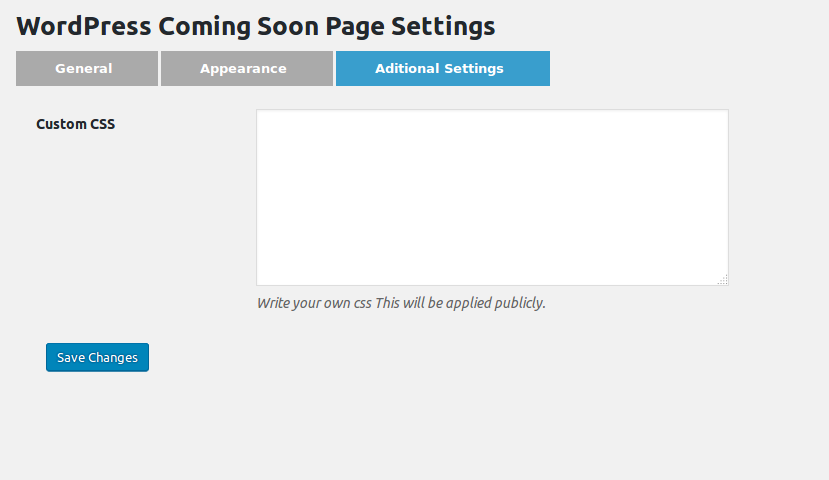 WordPress Coming Soon Page Settings
General Appearance Aditional Settings
Custom CSS
Write your own css This will be applied publicly.
Save Changes